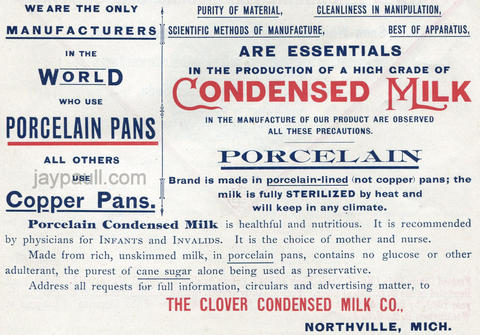 WE ARE THE ONLY
MANUFACTURERS
IN THE
WORLD
WHO USE
PORCELAIN PANS
ALL OTHERS
USE
Copper Pans.
jaypaull.com
PURITY OF MATERIAL, CLEANLINESS IN MANIPULATION,
SCIENTIFIC METHODS OF MANUFACTURE, BEST OF APPARATUS,
ARE ESSENTIALS
IN THE PRODUCTION OF A HIGH GRADE OF
CONDENSED MILK
IN THE MANUFACTURE OF OUR PRODUCT ARE OBSERVED
ALL THESE PRECAUTIONS.
PORCELAIN
Brand is made in porcelain-lined (not copper) pans; the
milk is fully STERILIZED by heat and
will keep in any climate.
Porcelain Condensed Milk is healthful and nutritious. It is recommended
by physicians for INFANTS and INVALIDS. It is the choice of mother and nurse.
Made from rich, unskimmed milk, in porcelain pans, contains no glucose or other
adulterant, the purest of cane sugar alone being used as preservative.
Address all requests for full information, circulars and advertising matter, to
THE CLOVER CONDENSED MILK CO.,
NORTHVILLE, MICH.